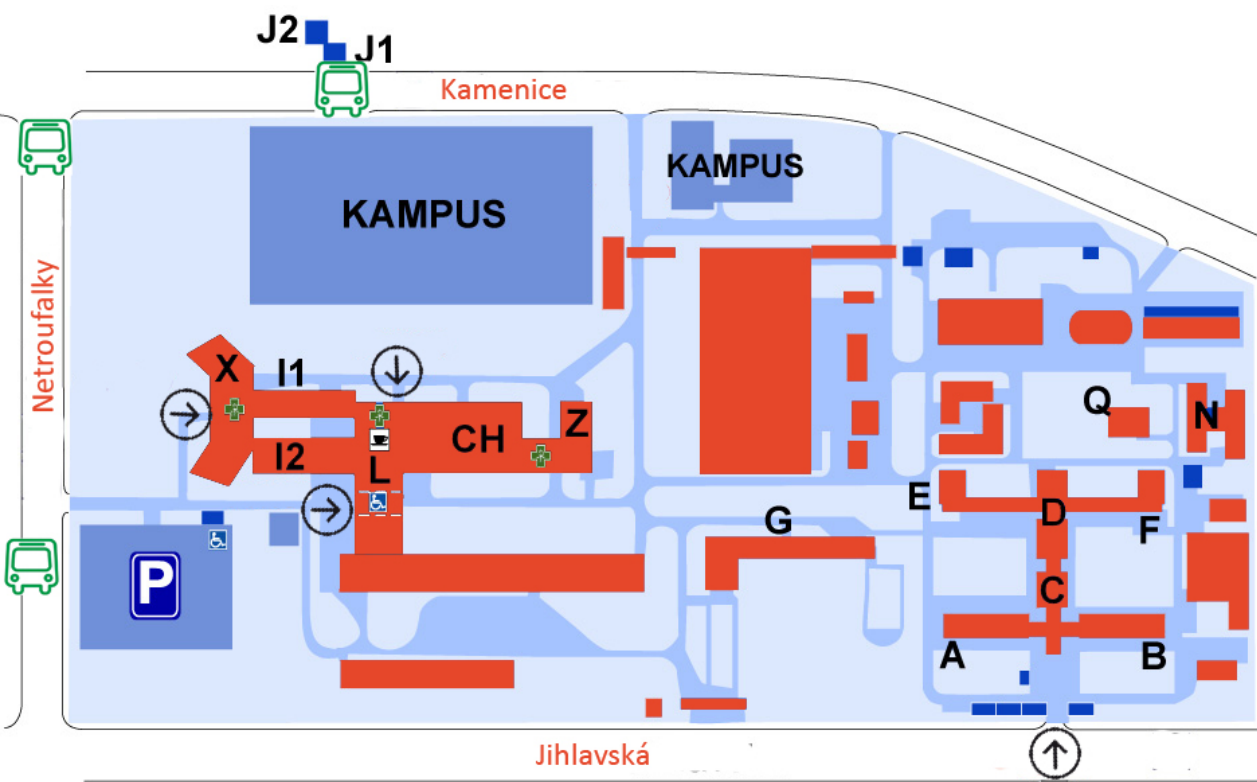 J2
J1
Kamenice
KAMPUS
KAMPUS
Netroufalky
X
I1
I2
L
CH
Z
Q
N
E
D
F
G
P
C
A
B
Jihlavská